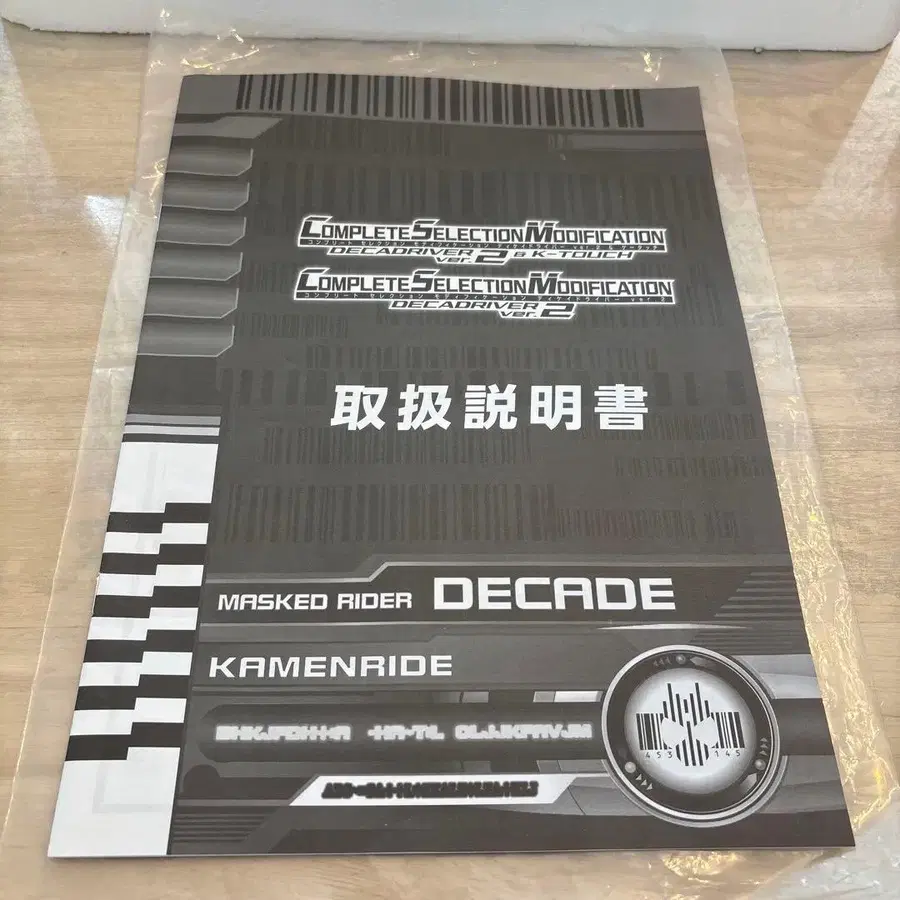 COMPLETE SELECTION MODIFICATION
コンプリート セレクション モディフィケーション ディケイドライバー ver.2 & ケータッチ
DECADRIVER ver.2 & K-TOUCH
COMPLETE SELECTION MODIFICATION
コンプリート セレクション モディフィケーション ディケイドライバー ver.2
DECADRIVER ver.2
取扱説明書
MASKED RIDER DECADE
KAMENRIDE
453 145